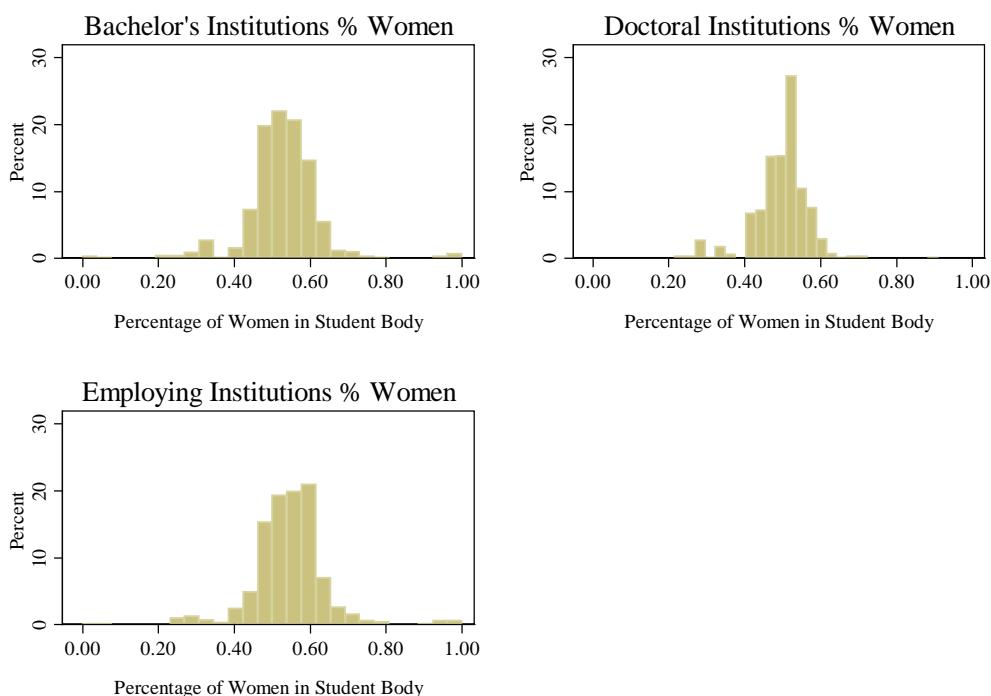 Bachelor's Institutions % Women
30
20
10
0
Percent
0.00 0.20 0.40 0.60 0.80 1.00
Percentage of Women in Student Body
Doctoral Institutions % Women
30
20
10
0
Percent
0.00 0.20 0.40 0.60 0.80 1.00
Percentage of Women in Student Body
Employing Institutions % Women
30
20
10
0
Percent
0.00 0.20 0.40 0.60 0.80 1.00
Percentage of Women in Student Body